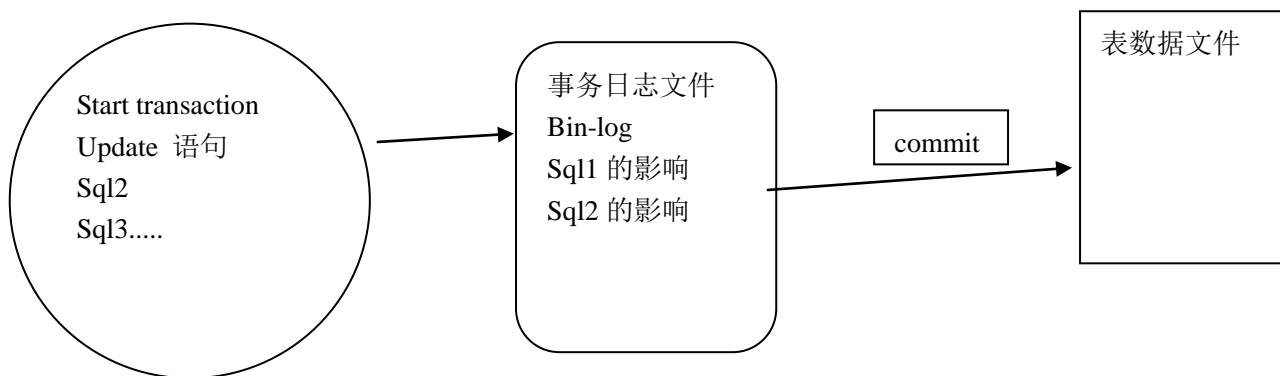 Start transaction
Update 语句
Sql2
Sql3.....
事务日志文件
Bin-log
Sql1 的影响
Sql2 的影响
commit
表数据文件